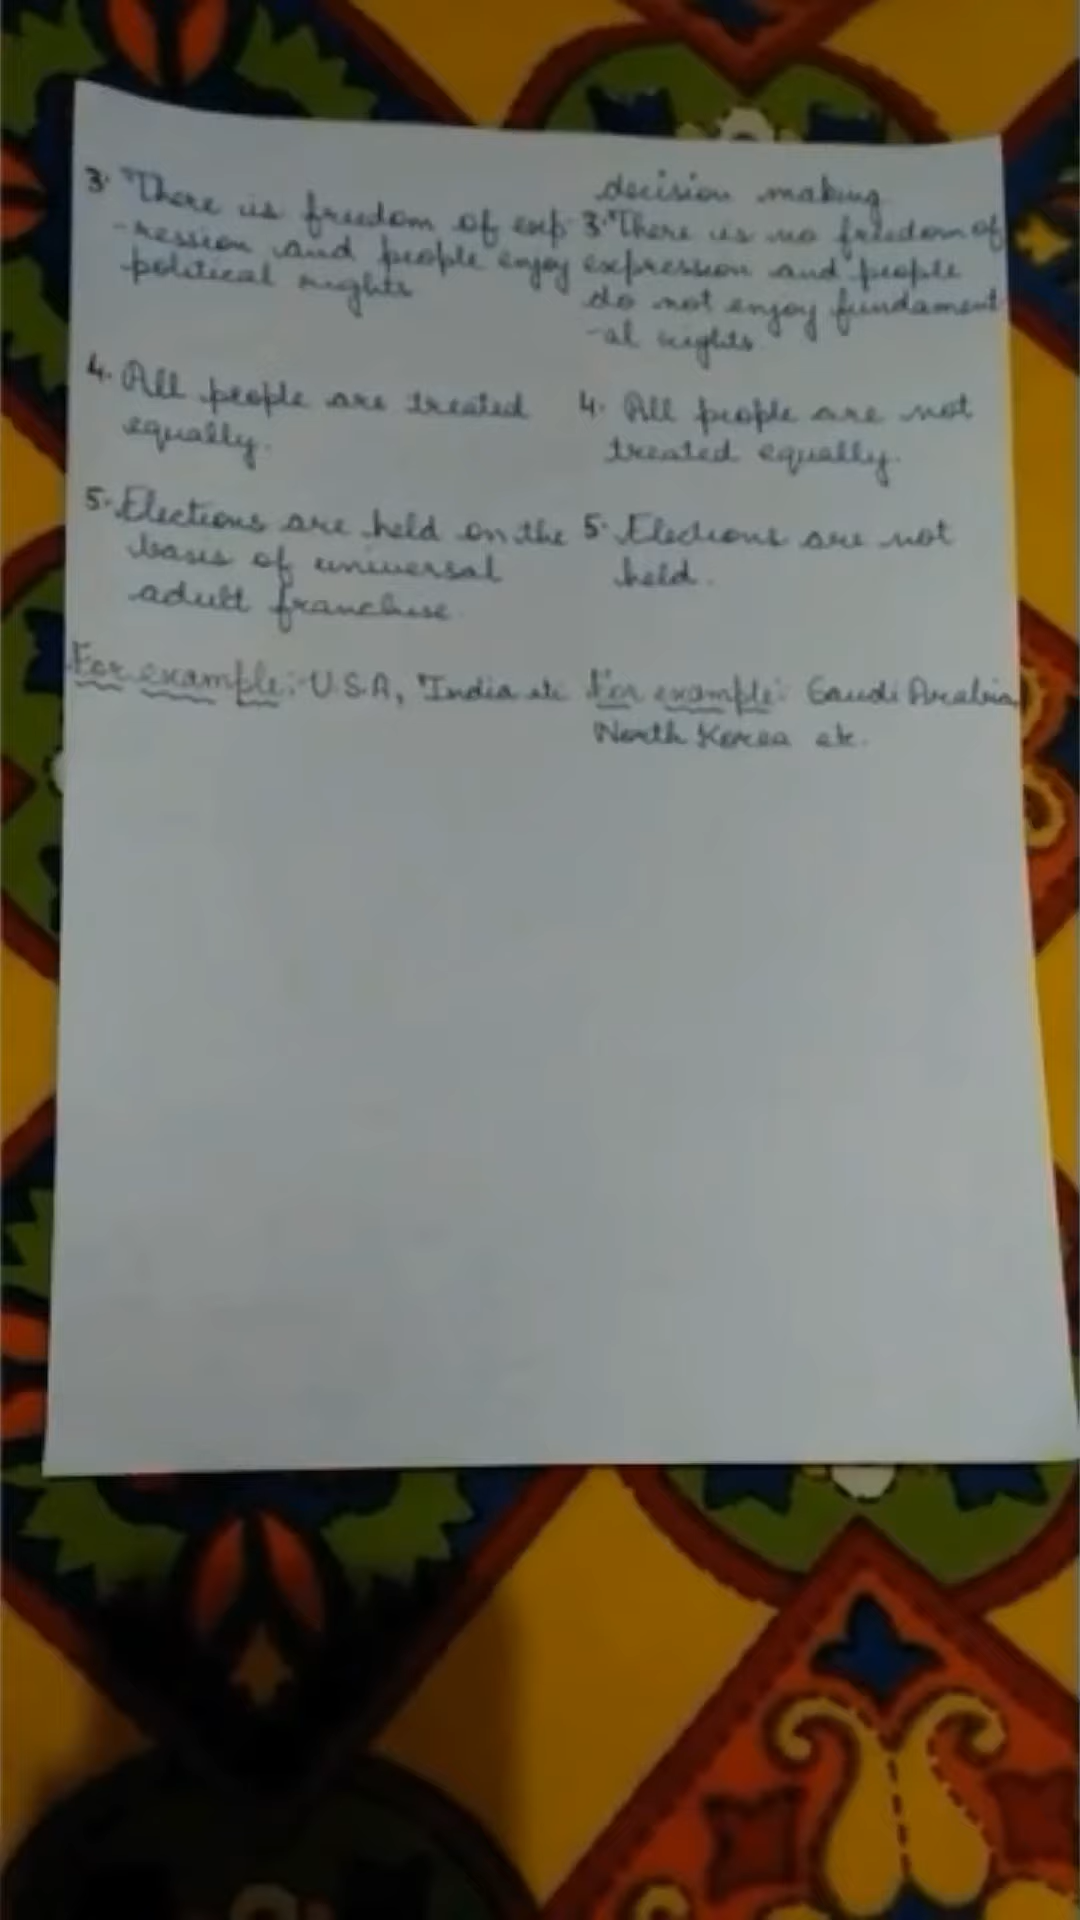 3. There is freedom of exp
-ression and people enjoy
political rights
4. All people are treated
equally.
5. Elections are held on the
basis of universal
adult franchise
For example:- U.S.A, India etc
decision making.
3. There is no freedom of
expression and people
do not enjoy fundament
-al rights
4. All people are not
treated equally.
5. Elections are not
held.
For example: Saudi Arabia,
North Korea etc.